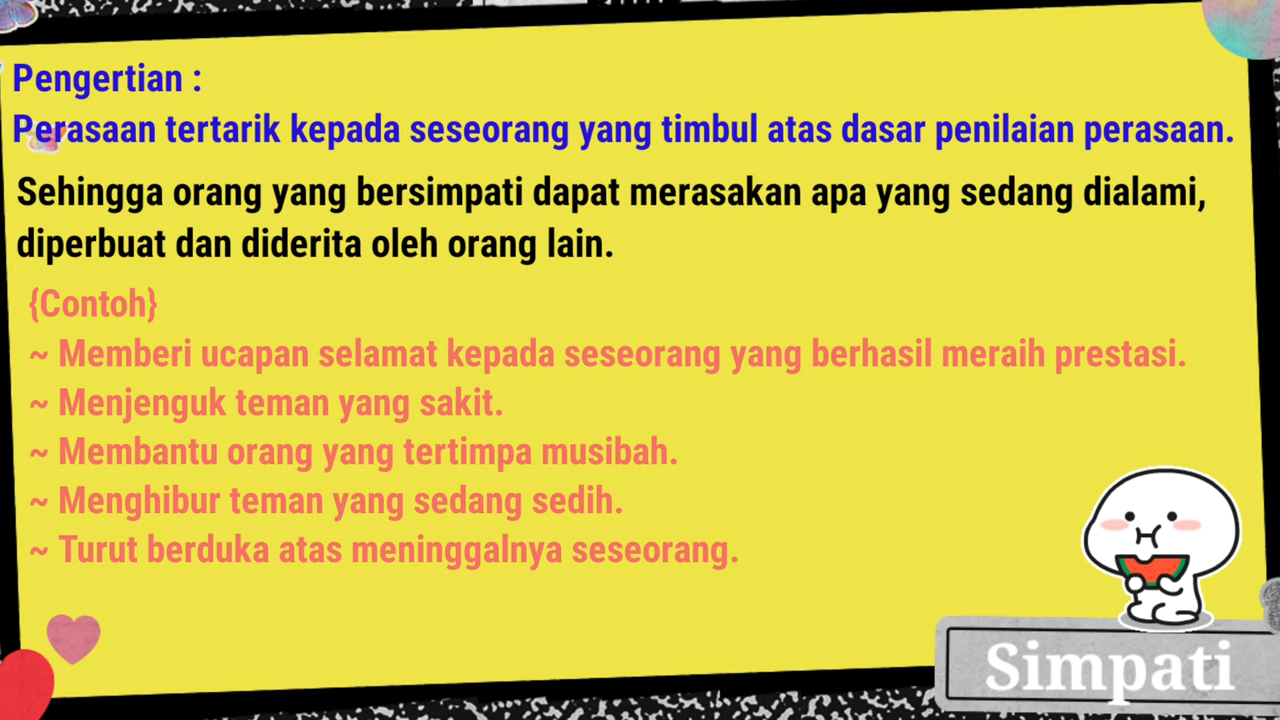 Pengertian :
Perasaan tertarik kepada seseorang yang timbul atas dasar penilaian perasaan.
Sehingga orang yang bersimpati dapat merasakan apa yang sedang dialami,
diperbuat dan diderita oleh orang lain.
{Contoh}
~ Memberi ucapan selamat kepada seseorang yang berhasil meraih prestasi.
~ Menjenguk teman yang sakit.
~ Membantu orang yang tertimpa musibah.
~ Menghibur teman yang sedang sedih.
~ Turut berduka atas meninggalnya seseorang.
Simpati